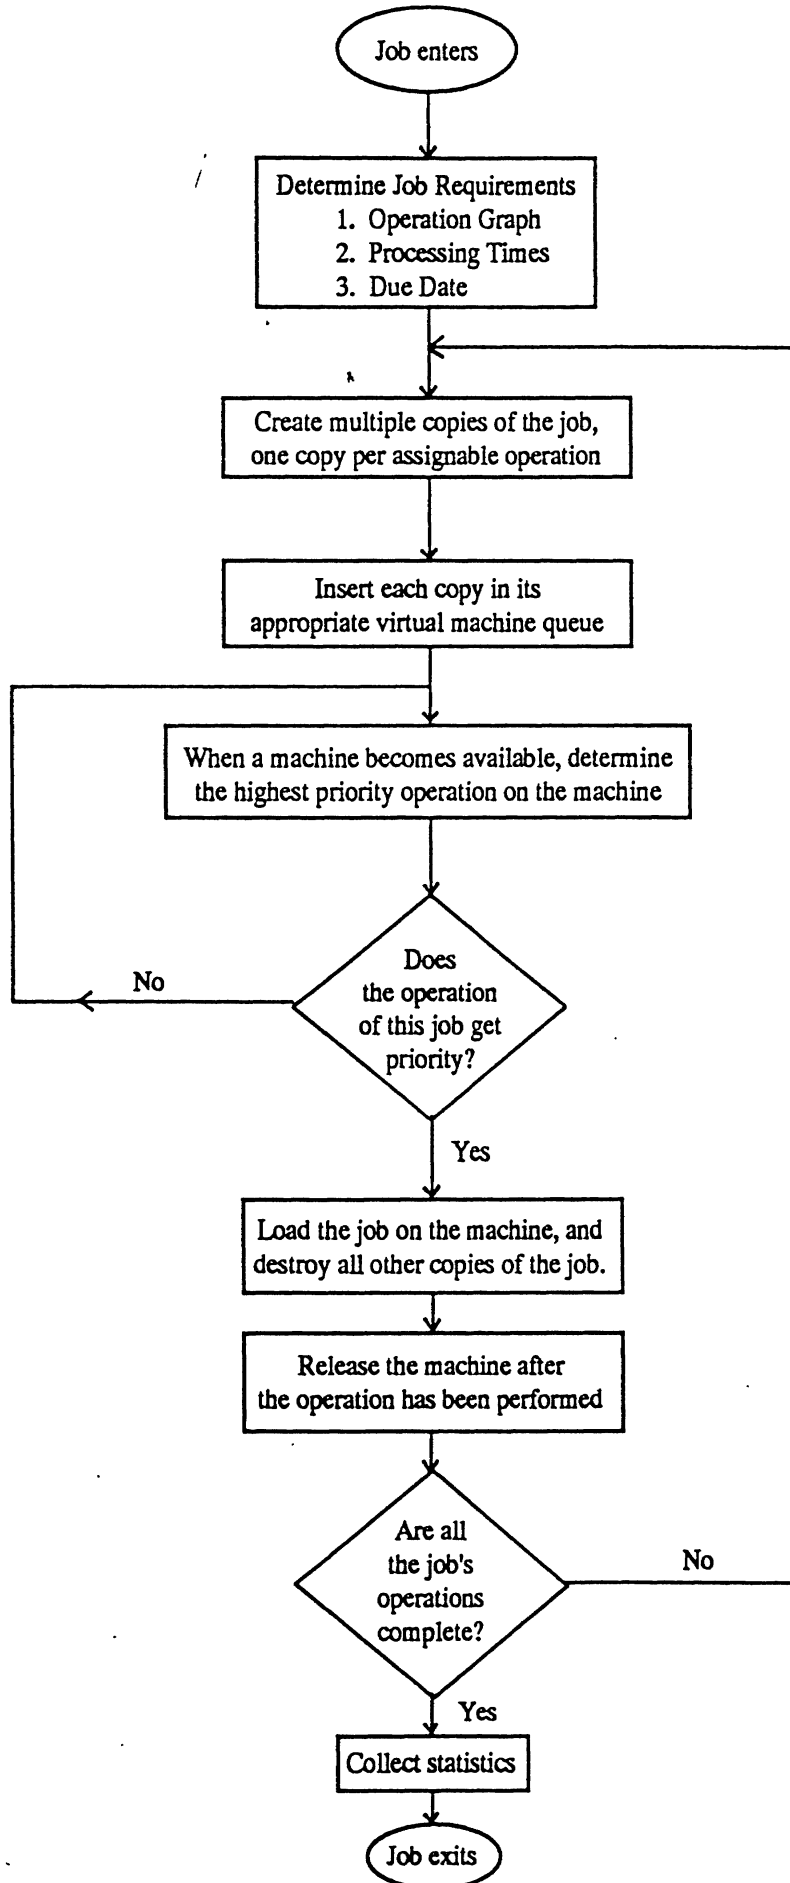 Job enters
Determine Job Requirements
1. Operation Graph
2. Processing Times
3. Due Date
Create multiple copies of the job,
one copy per assignable operation
Insert each copy in its
appropriate virtual machine queue
When a machine becomes available, determine
the highest priority operation on the machine
Does
the operation
of this job get
priority?
No
Yes
Load the job on the machine, and
destroy all other copies of the job.
Release the machine after
the operation has been performed
Are all
the job's
operations
complete?
No
Yes
Collect statistics
Job exits